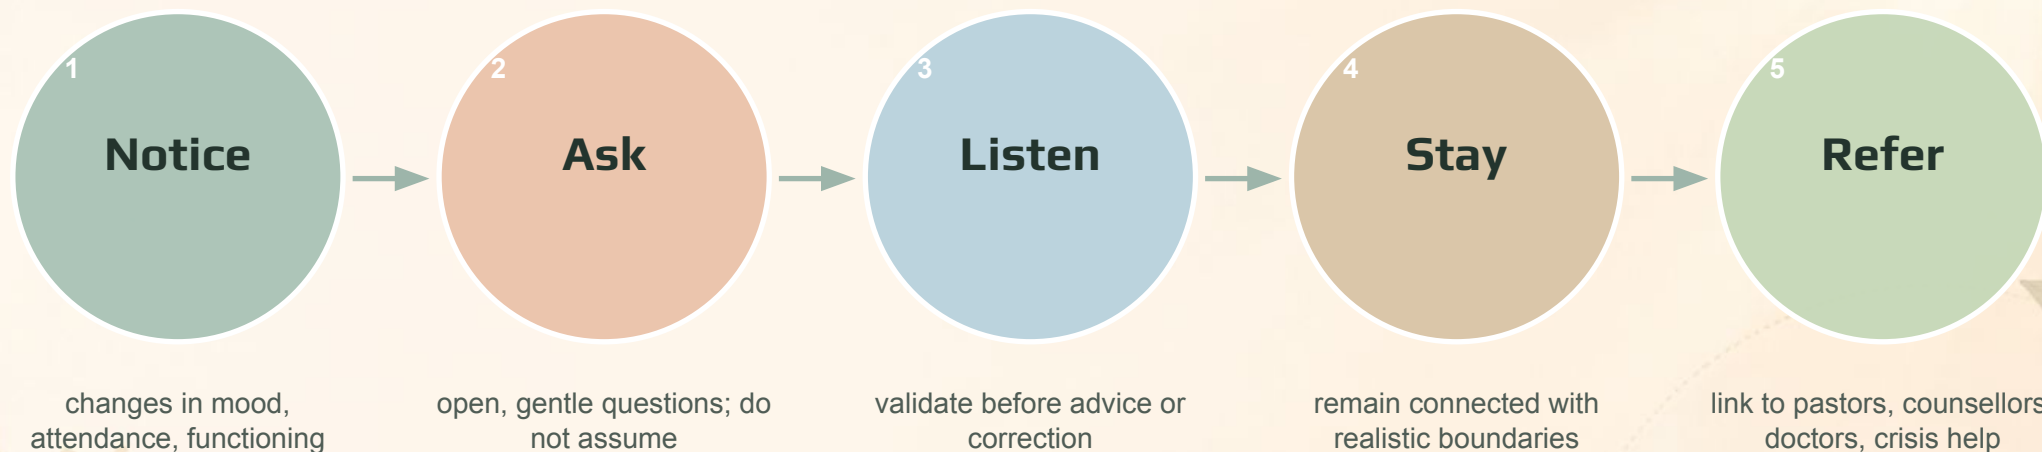 1
Notice
changes in mood,
attendance, functioning
2
Ask
open, gentle questions; do
not assume
3
Listen
validate before advice or
correction
4
Stay
remain connected with
realistic boundaries
5
Refer
link to pastors, counsellors
doctors, crisis help